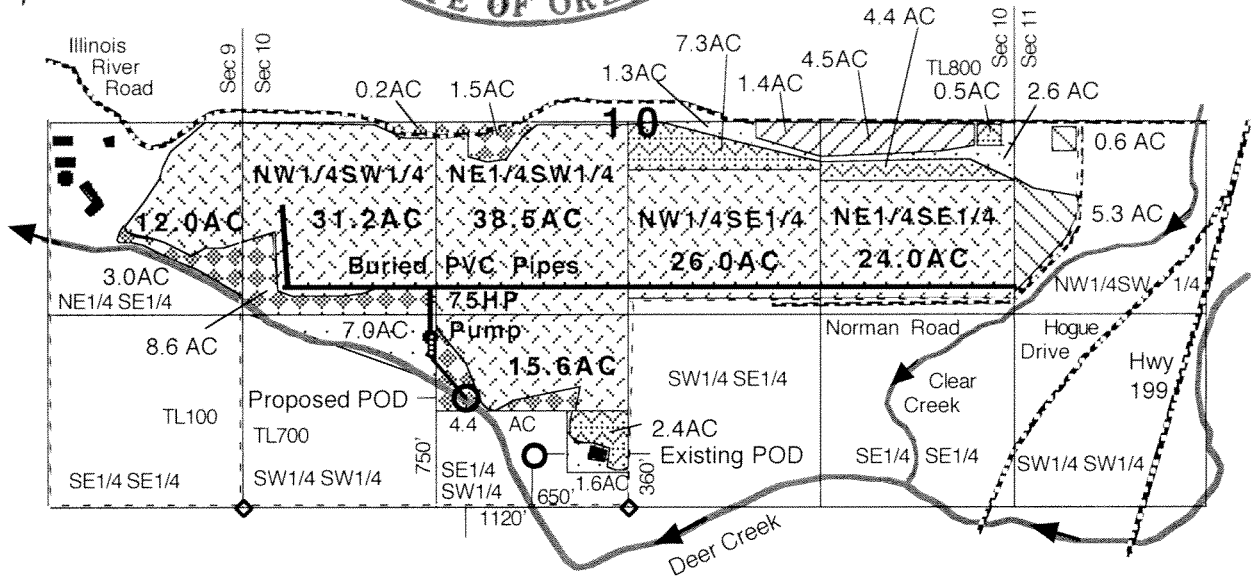 TE OF OR
Illinois
River
Road
Sec 9
Sec 10
0.2AC
1.5AC
7.3AC
1.3AC
1.4AC
4.5AC
4.4 AC
TL800
0.5AC
Sec 10
Sec 11
2.6 AC
10
0.6 AC
NW1/4SW1/4
NE1/4SW1/4
12.0AC
31.2AC
38.5AC
NW1/4SE1/4
NE1/4SE1/4
5.3 AC
26.0AC
24.0AC
Buried PVC Pipes
3.0AC
NE1/4 SE1/4
NW1/4SW 1/4
7.5HP
Pump
7.0AC
8.6 AC
15.6AC
Norman Road
Hogue
Drive
Hwy
199
SW1/4 SE1/4
Clear
Creek
Proposed POD
TL100
TL700
4.4 AC
2.4AC
Existing POD
750'
SE1/4 SE1/4
SW1/4 SW1/4
SE1/4
SW1/4
1.6AC
360'
SE1/4 SE1/4
SW1/4 SW1/4
650'
1120'
Deer Creek